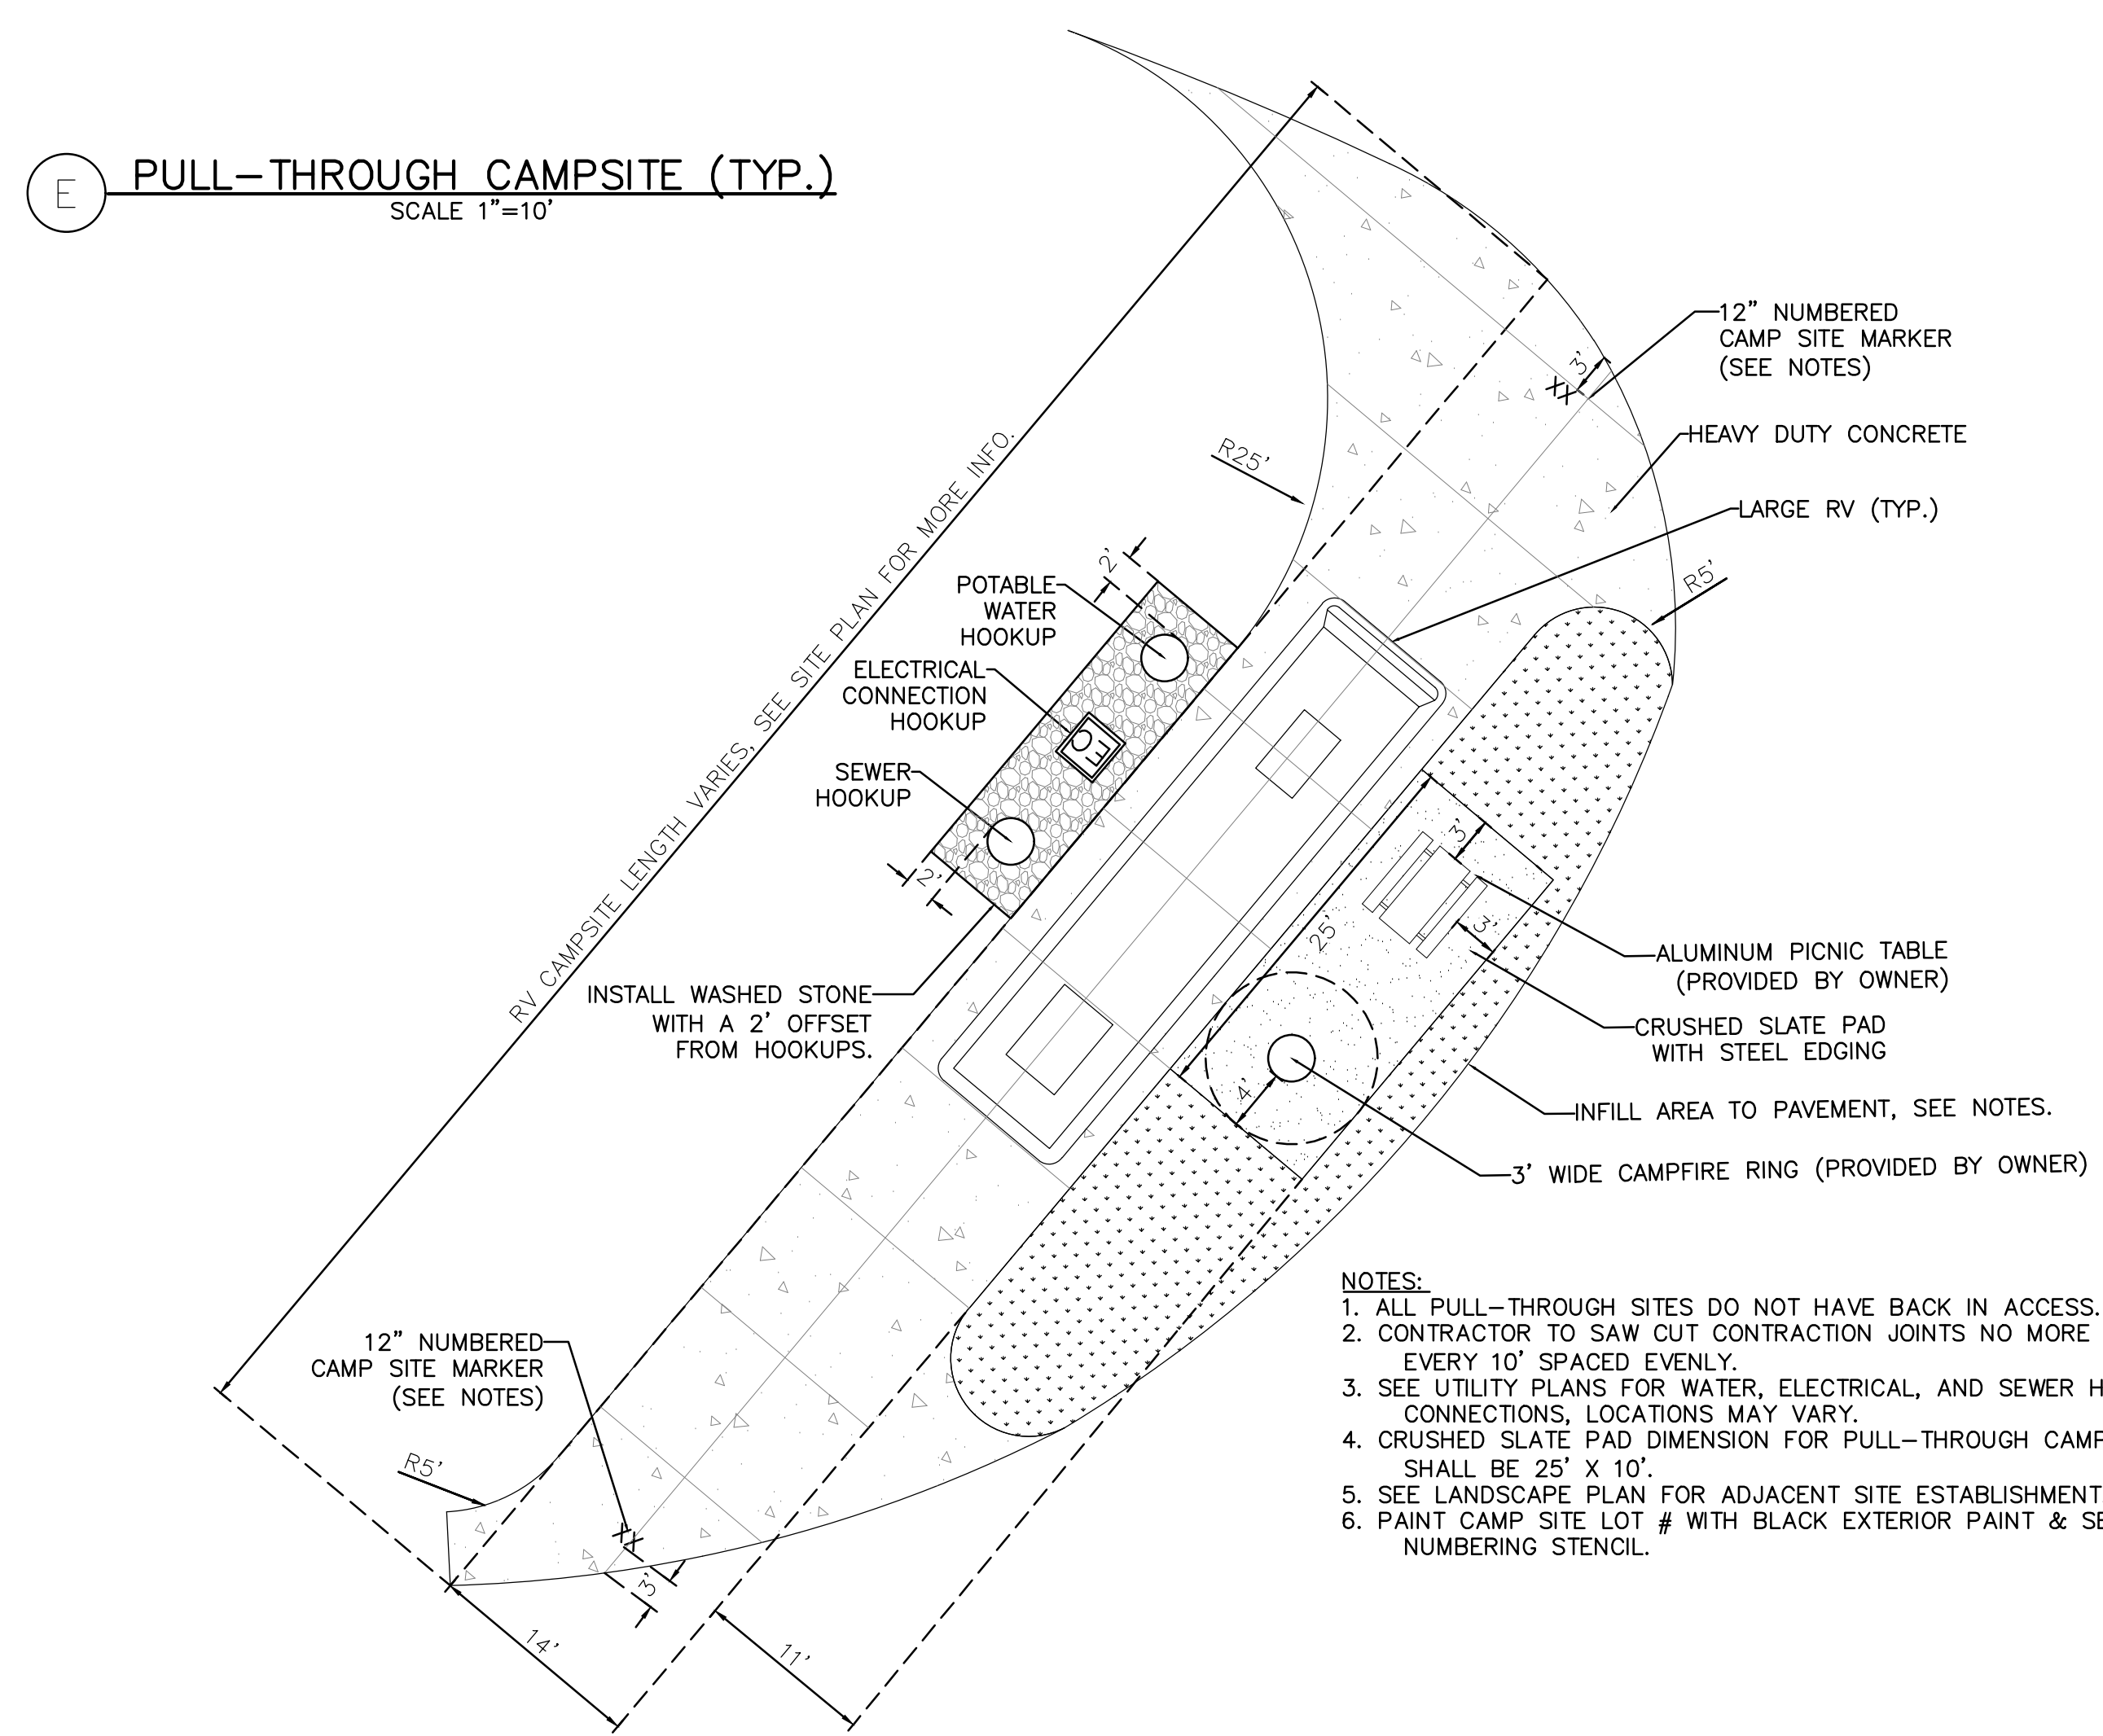 E
PULL-THROUGH CAMPSITE (TYP.)
SCALE 1"=10'
RV CAMPSITE LENGTH VARIES, SEE SITE PLAN FOR MORE INFO.
12" NUMBERED
CAMP SITE MARKER
(SEE NOTES)
3'
XX
HEAVY DUTY CONCRETE
R25'
LARGE RV (TYP.)
R5'
2'
POTABLE
WATER
HOOKUP
ELECTRICAL
CONNECTION
HOOKUP
EC
SEWER
HOOKUP
2'
3'
3'
25'
ALUMINUM PICNIC TABLE
(PROVIDED BY OWNER)
INSTALL WASHED STONE
WITH A 2' OFFSET
FROM HOOKUPS.
CRUSHED SLATE PAD
WITH STEEL EDGING
4'
INFILL AREA TO PAVEMENT, SEE NOTES.
3' WIDE CAMPFIRE RING (PROVIDED BY OWNER)
12" NUMBERED
CAMP SITE MARKER
(SEE NOTES)
R5'
XX
3'
14'
11'
NOTES:
1. ALL PULL-THROUGH SITES DO NOT HAVE BACK IN ACCESS.
2. CONTRACTOR TO SAW CUT CONTRACTION JOINTS NO MORE
EVERY 10' SPACED EVENLY.
3. SEE UTILITY PLANS FOR WATER, ELECTRICAL, AND SEWER
CONNECTIONS, LOCATIONS MAY VARY.
4. CRUSHED SLATE PAD DIMENSION FOR PULL-THROUGH
SHALL BE 25' X 10'.
5. SEE LANDSCAPE PLAN FOR ADJACENT SITE ESTABLISHMENT
6. PAINT CAMP SITE LOT # WITH BLACK EXTERIOR PAINT &
NUMBERING STENCIL.